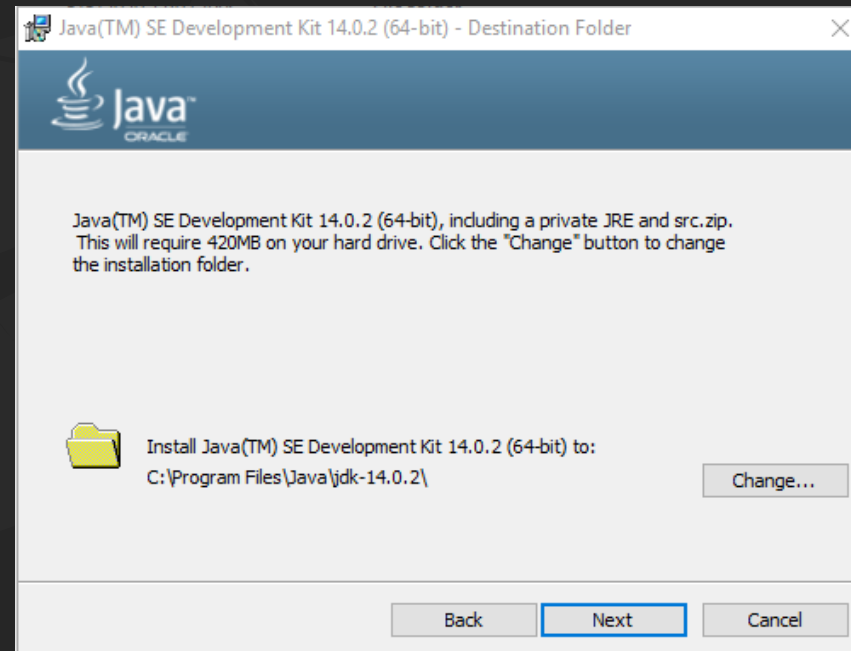 Java(TM) SE Development Kit 14.0.2 (64-bit) - Destination Folder
Java™
ORACLE
Java(TM) SE Development Kit 14.0.2 (64-bit), including a private JRE and src.zip.
This will require 420MB on your hard drive. Click the "Change" button to change
the installation folder.
Install Java(TM) SE Development Kit 14.0.2 (64-bit) to:
C:\Program Files\Java\jdk-14.0.2\
Change...
Back
Next
Cancel